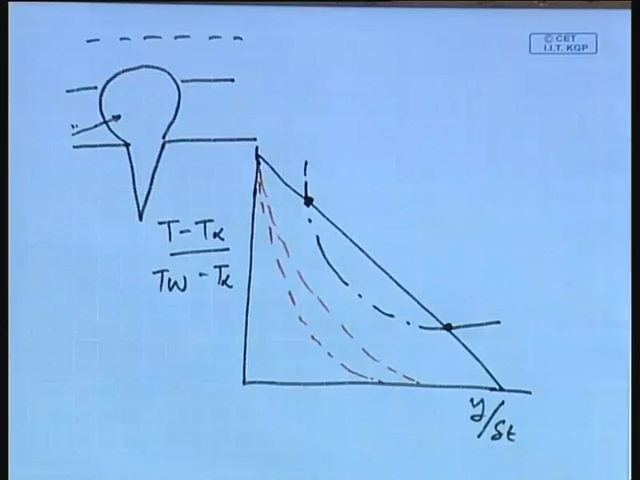 © CET
I.I.T. KGP
T - T∝
Tw - T∝
y/δt